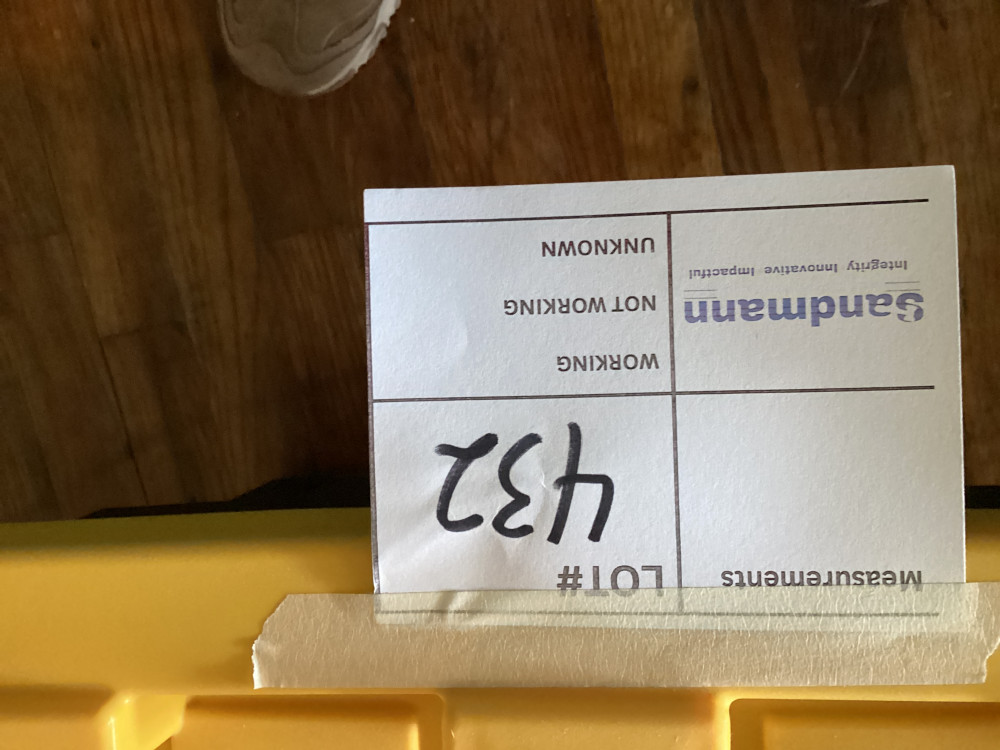 Measurements
LOT#
432
Sandmann
Integrity Innovative Impactful
WORKING
NOT WORKING
UNKNOWN